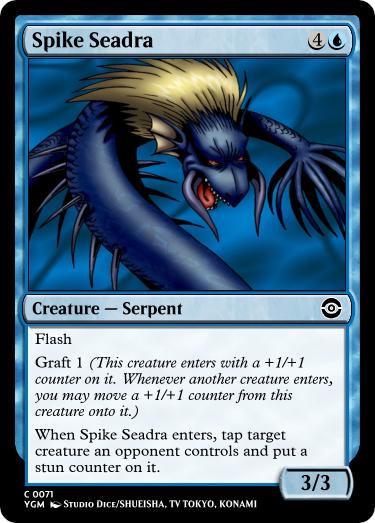 Spike Seadra 4
Creature — Serpent
Flash
Graft 1 (This creature enters with a +1/+1
counter on it. Whenever another creature enters,
you may move a +1/+1 counter from this
creature onto it.)
When Spike Seadra enters, tap target
creature an opponent controls and put a
stun counter on it.
3/3
C 0071
YGM Studio Dice/SHUEISHA, TV TOKYO, KONAMI